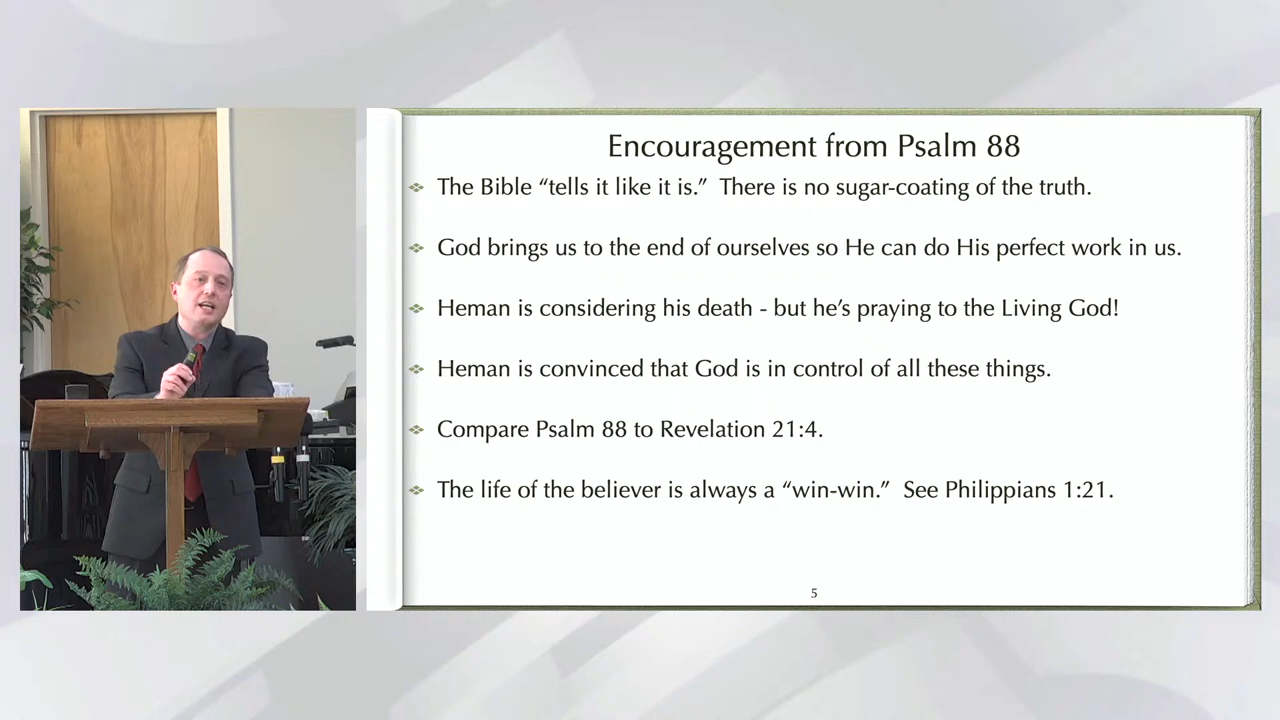 Encouragement from Psalm 88
The Bible “tells it like it is.” There is no sugar-coating of the truth.
God brings us to the end of ourselves so He can do His perfect work in us.
Heman is considering his death - but he’s praying to the Living God!
Heman is convinced that God is in control of all these things.
Compare Psalm 88 to Revelation 21:4.
The life of the believer is always a “win-win.” See Philippians 1:21.
5